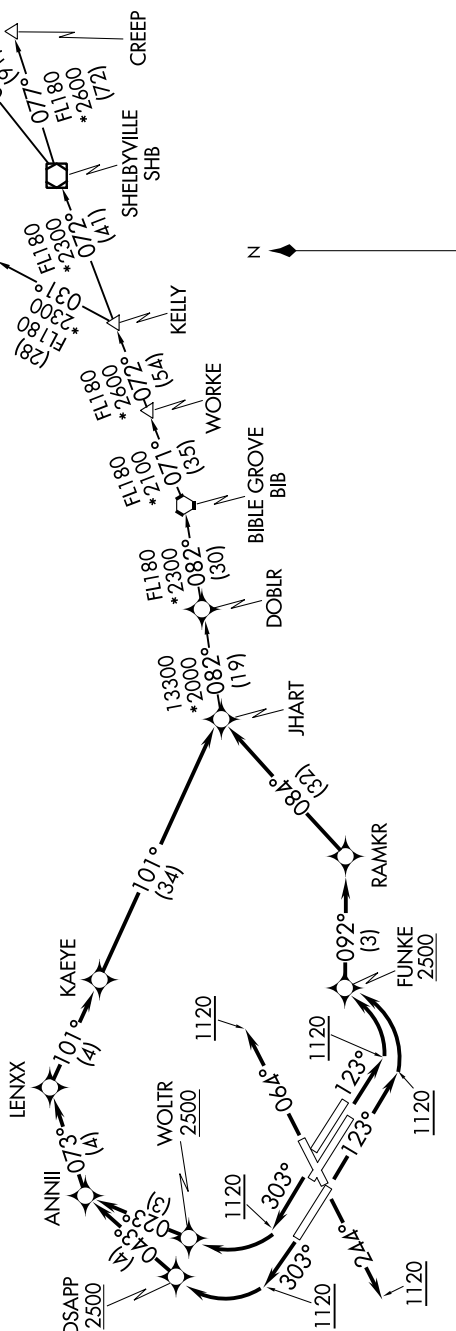 CREEP
077°
FL180
*2600
(72)
SHELBYVILLE
SHB
FL180
*2300
072°
(41)
031°
FL180
*2300
(28)
KELLY
N
FL180
*2600
072°
(54)
WORKE
FL180
*2100
071°
(35)
BIBLE GROVE
BIB
FL180
*2300
082°
(30)
DOBLR
13300
*2000
082°
(19)
JHART
101°
(34)
084°
(32)
KAEYE
RAMKR
101°
(4)
092°
(3)
LENXX
FUNKE
2500
073°
(4)
ANNII
WOLTR
2500
1120
064°
1120
123°
123°
1120
023°
(3)
043°
(4)
1120
303°
303°
1120
244°
1120
OSAPP
2500